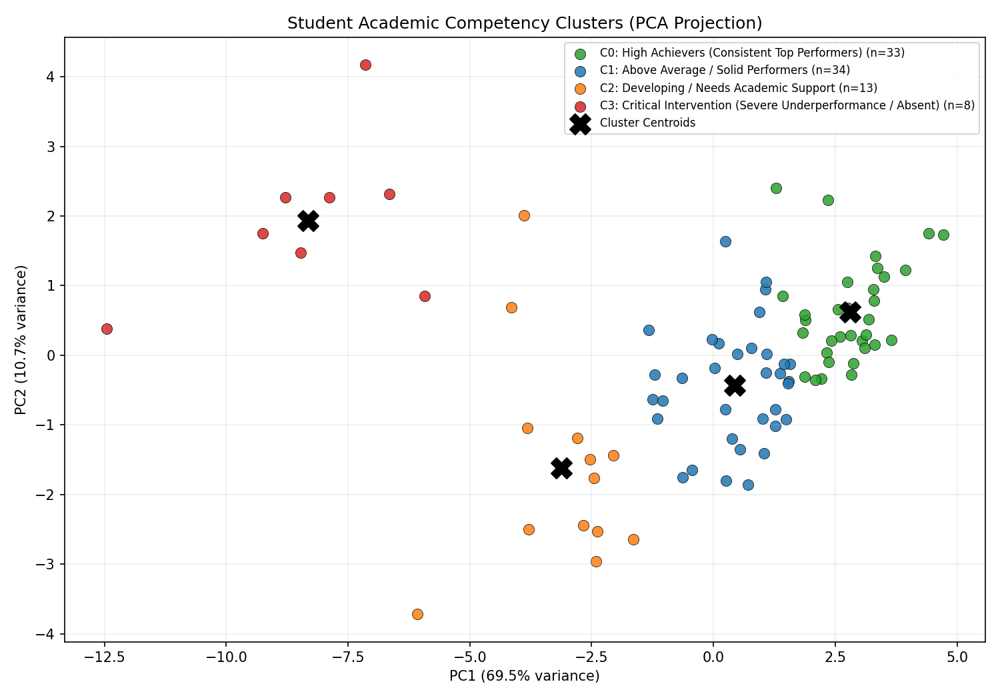 Student Academic Competency Clusters (PCA Projection)
C0: High Achievers (Consistent Top Performers) (n=33)
C1: Above Average / Solid Performers (n=34)
C2: Developing / Needs Academic Support (n=13)
C3: Critical Intervention (Severe Underperformance / Absent) (n=8)
Cluster Centroids
PC2 (10.7% variance)
4
3
2
1
0
−1
−2
−3
−4
−12.5
−10.0
−7.5
−5.0
−2.5
0.0
2.5
5.0
PC1 (69.5% variance)